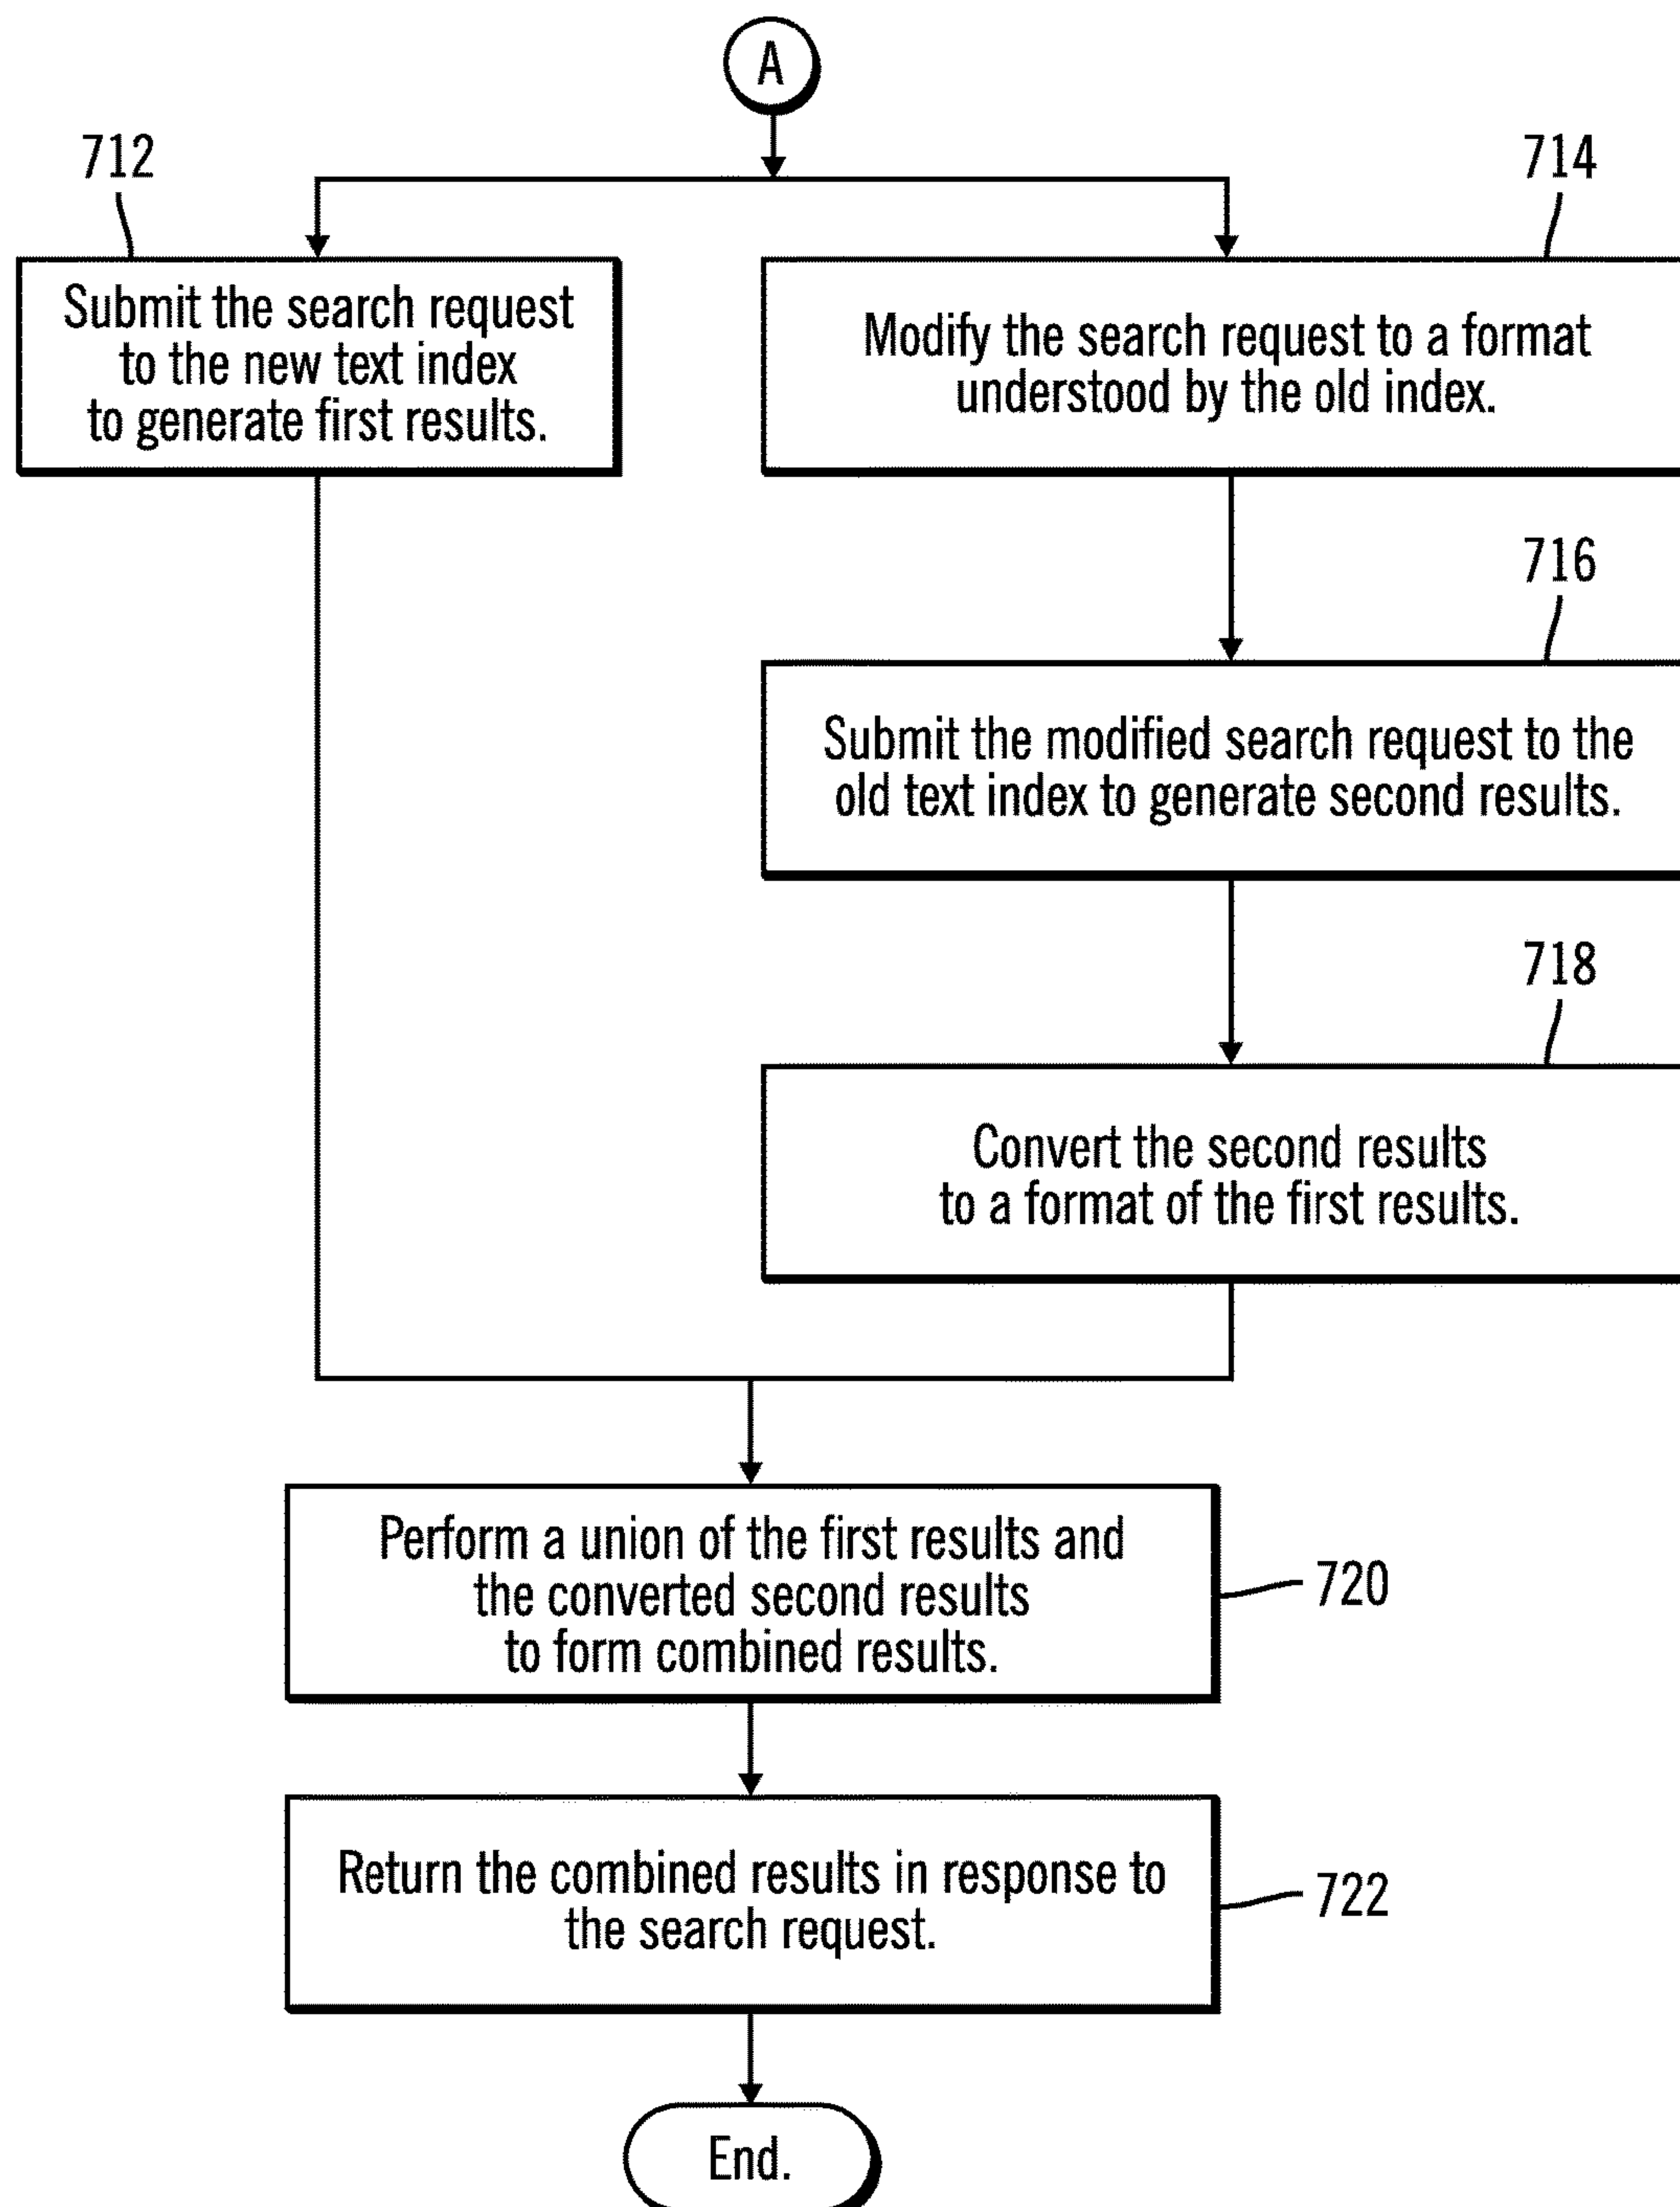 A
712
Submit the search request
to the new text index
to generate first results.
714
Modify the search request to a format
understood by the old index.
716
Submit the modified search request to the
old text index to generate second results.
718
Convert the second results
to a format of the first results.
Perform a union of the first results and
the converted second results
to form combined results.
720
Return the combined results in response to
the search request.
722
End.